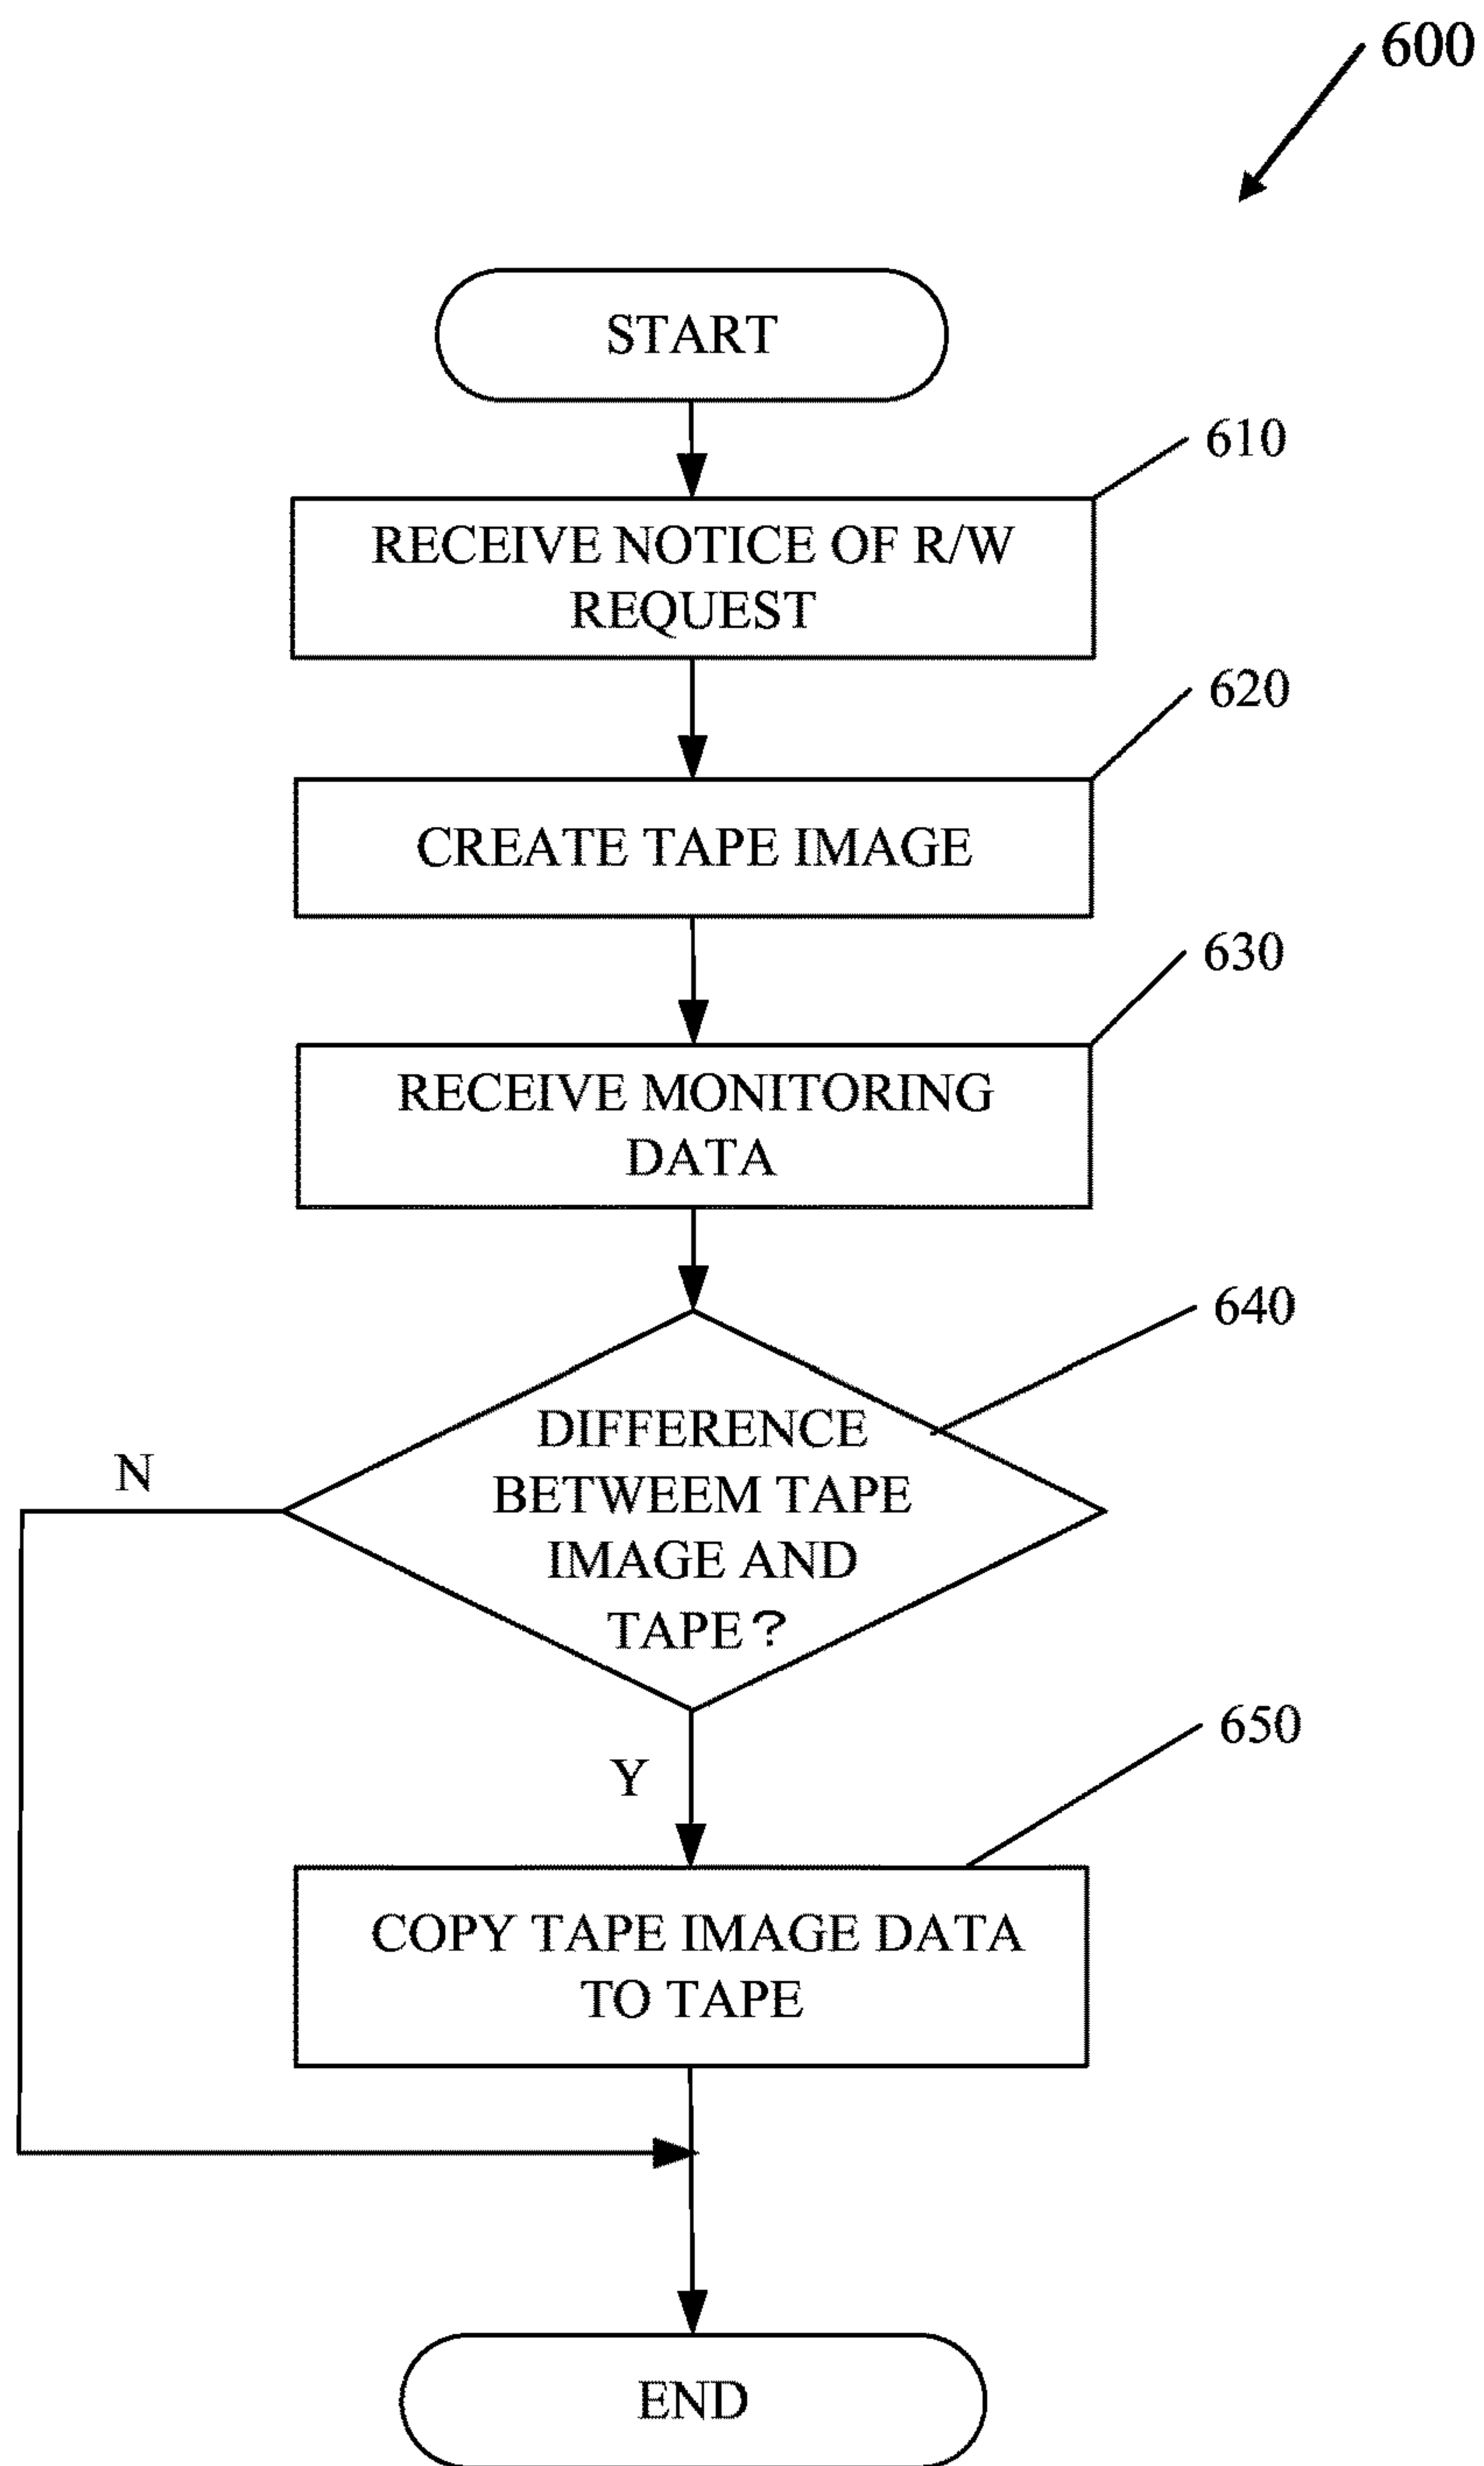 600
START
610
RECEIVE NOTICE OF R/W
REQUEST
620
CREATE TAPE IMAGE
630
RECEIVE MONITORING
DATA
640
DIFFERENCE
BETWEEM TAPE
IMAGE AND
TAPE?
N
Y
650
COPY TAPE IMAGE DATA
TO TAPE
END